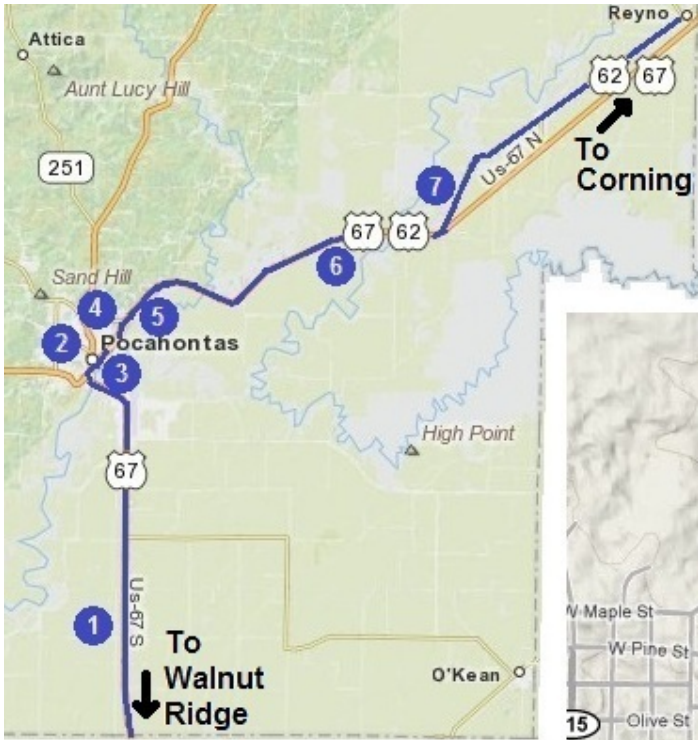 Reyno
Attica
Aunt Lucy Hill
62 67
Us-67 N
To
Corning
251
7
67 62
6
Sand Hill
4
5
2
Pocahontas
3
High Point
67
Us-67 S
1
To
Walnut
Ridge
O'Kean
W Maple St
W Pine St
Olive St
15